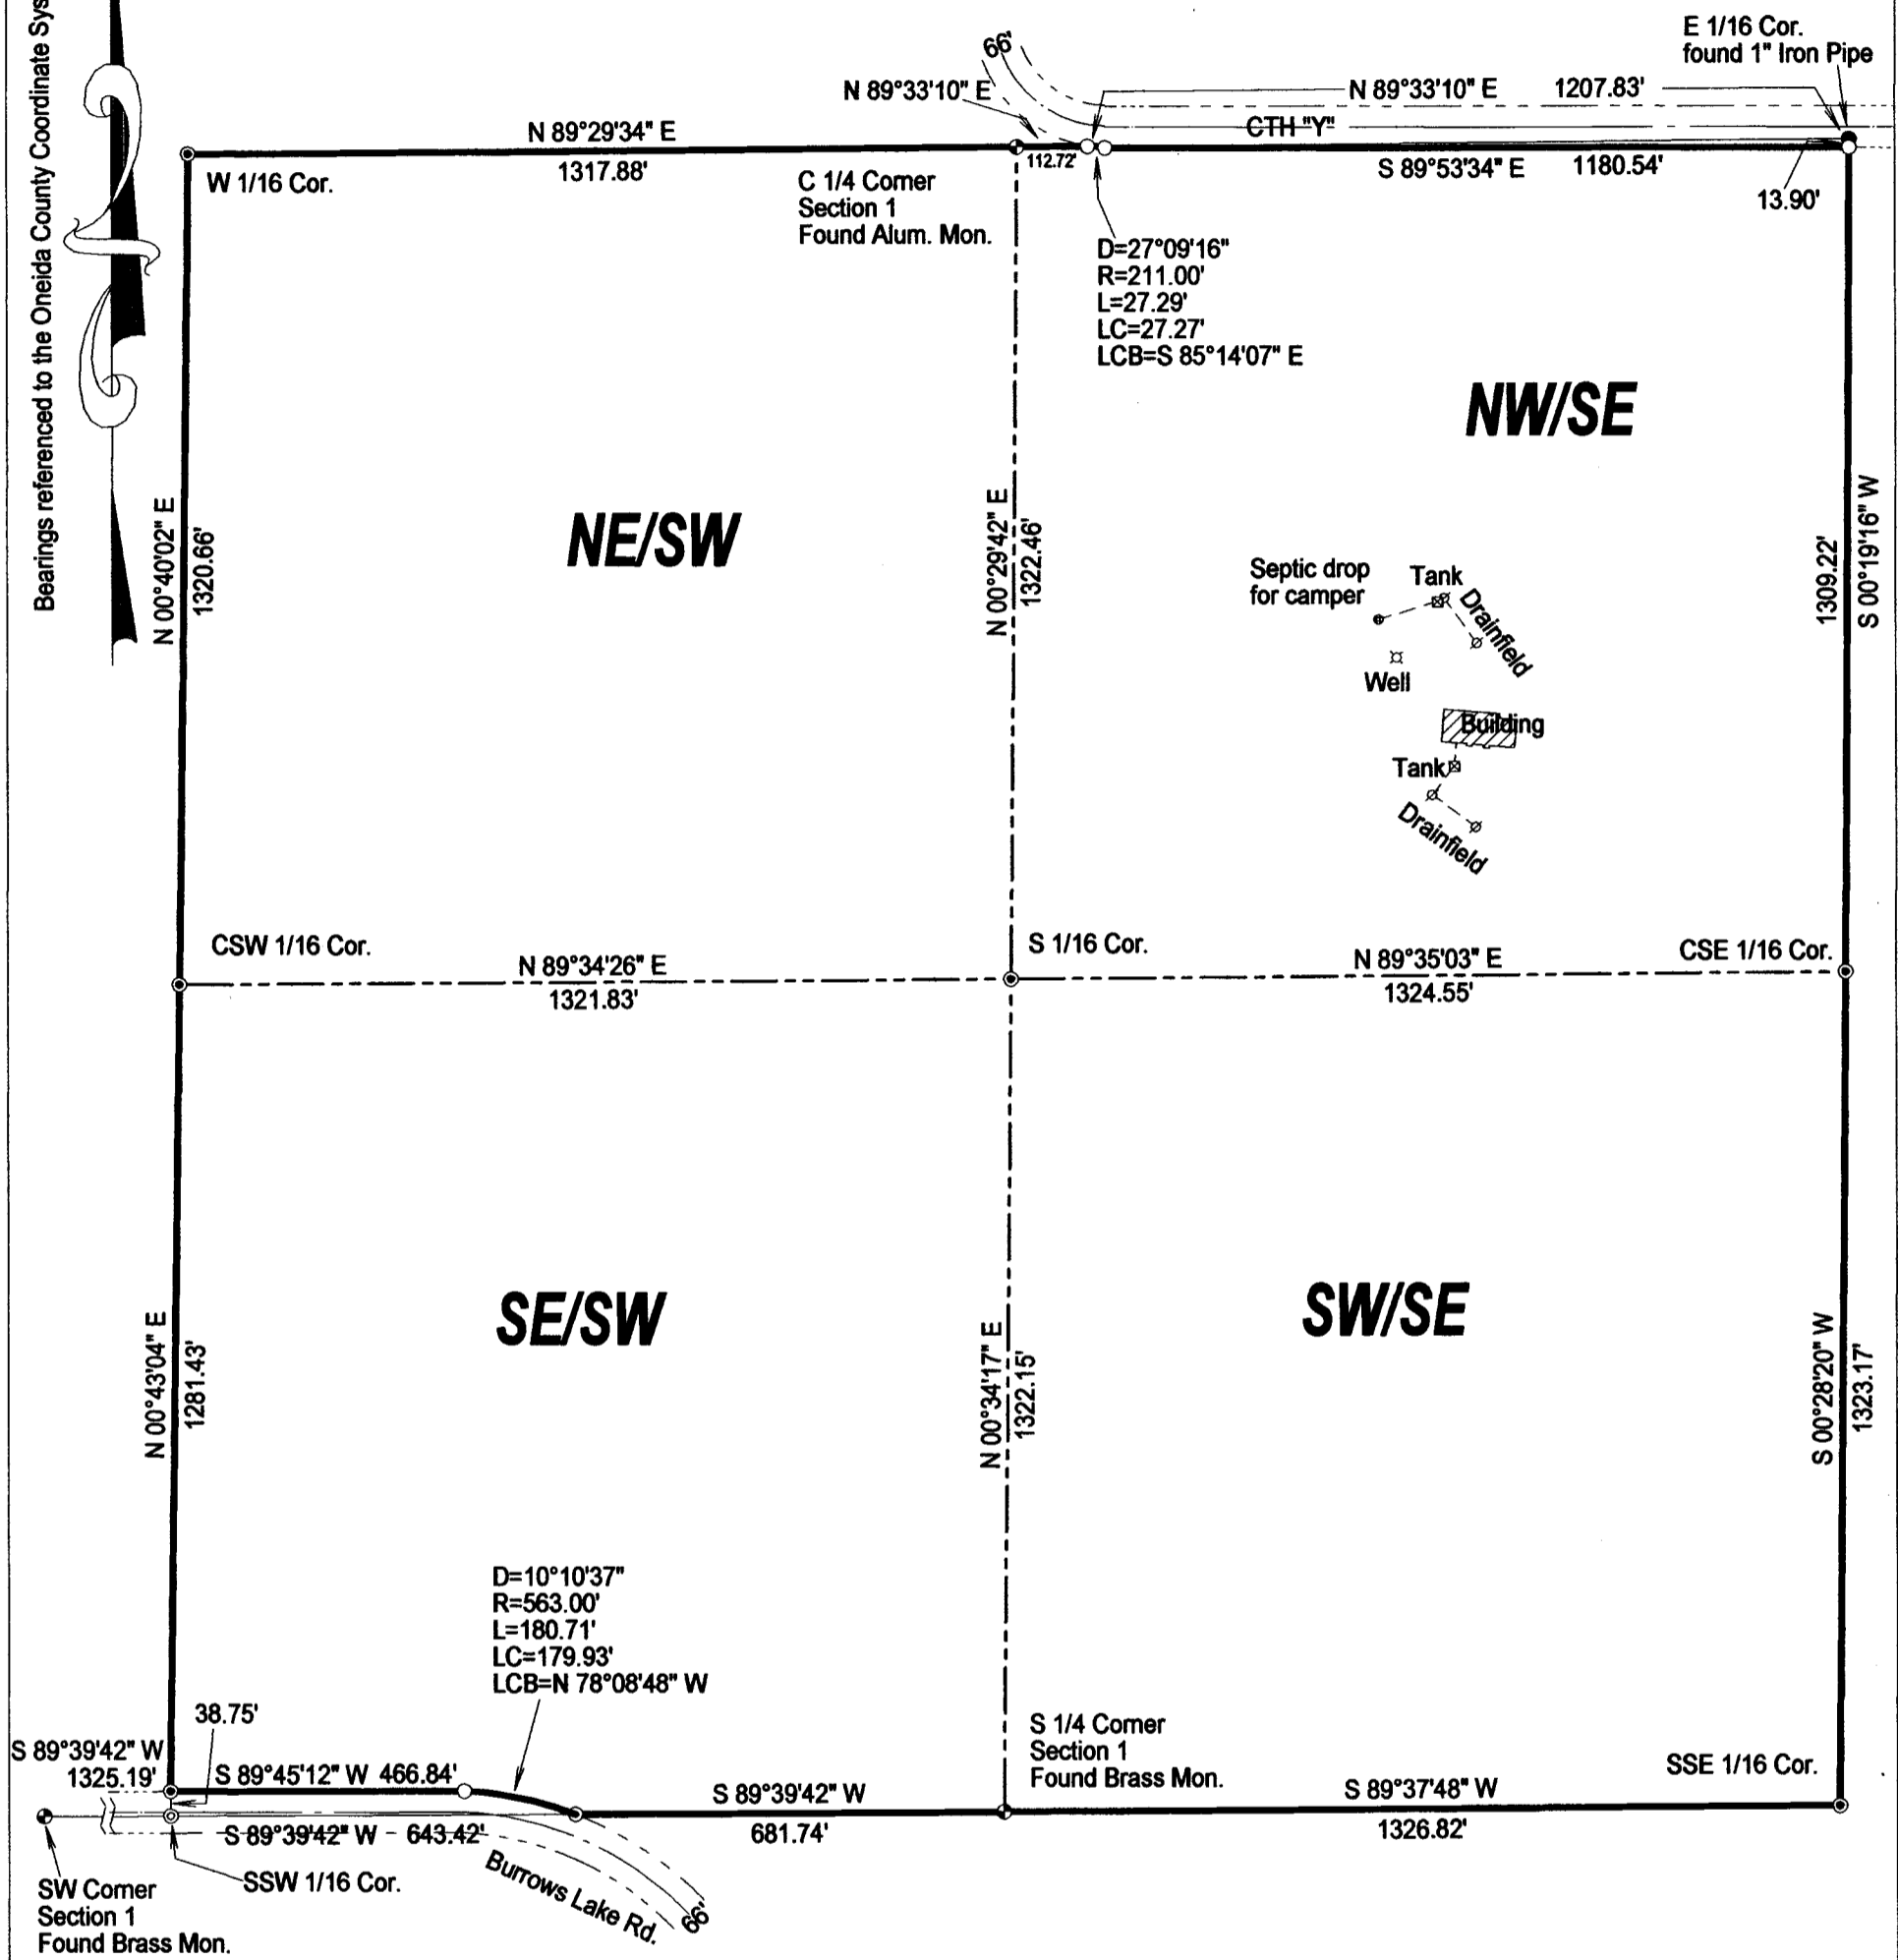 Bearings referenced to the Oneida County Coordinate Sys
E 1/16 Cor.
found 1" Iron Pipe
66'
N 89°33'10" E
N 89°33'10" E 1207.83'
CTH "Y"
N 89°29'34" E
1317.88'
W 1/16 Cor.
C 1/4 Corner
Section 1
Found Alum. Mon.
112.72'
S 89°53'34" E 1180.54'
13.90'
D=27°09'16"
R=211.00'
L=27.29'
LC=27.27'
LCB=S 85°14'07" E
NW/SE
NE/SW
N 00°40'02" E
1320.66'
N 00°29'42" E
1322.46'
1309.22'
S 00°19'16" W
Septic drop
for camper
Tank
Drainfield
Well
Building
Tank
Drainfield
CSW 1/16 Cor.
S 1/16 Cor.
CSE 1/16 Cor.
N 89°34'26" E
1321.83'
N 89°35'03" E
1324.55'
SE/SW
SW/SE
N 00°43'04" E
1281.43'
N 00°34'17" E
1322.15'
S 00°28'20" W
1323.17'
D=10°10'37"
R=563.00'
L=180.71'
LC=179.93'
LCB=N 78°08'48" W
38.75'
S 89°39'42" W
1325.19'
S 89°45'12" W 466.84'
S 1/4 Corner
Section 1
Found Brass Mon.
SSE 1/16 Cor.
S 89°39'42" W
681.74'
S 89°37'48" W
1326.82'
S 89°39'42" W - 643.42'
Burrows Lake Rd.
66'
SSW 1/16 Cor.
SW Corner
Section 1
Found Brass Mon.